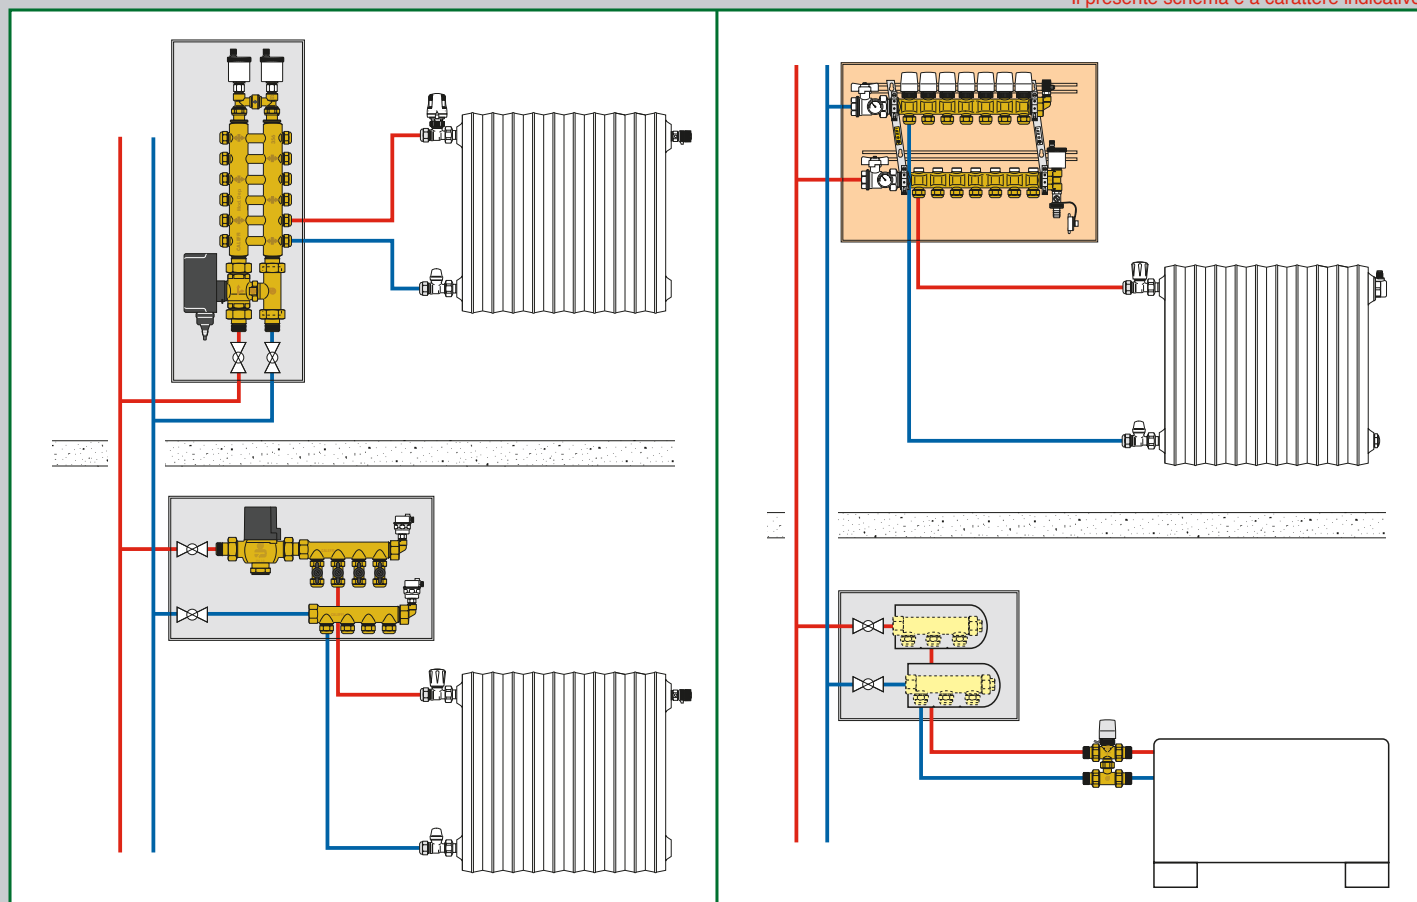 Il presente schema è a carattere indicativo